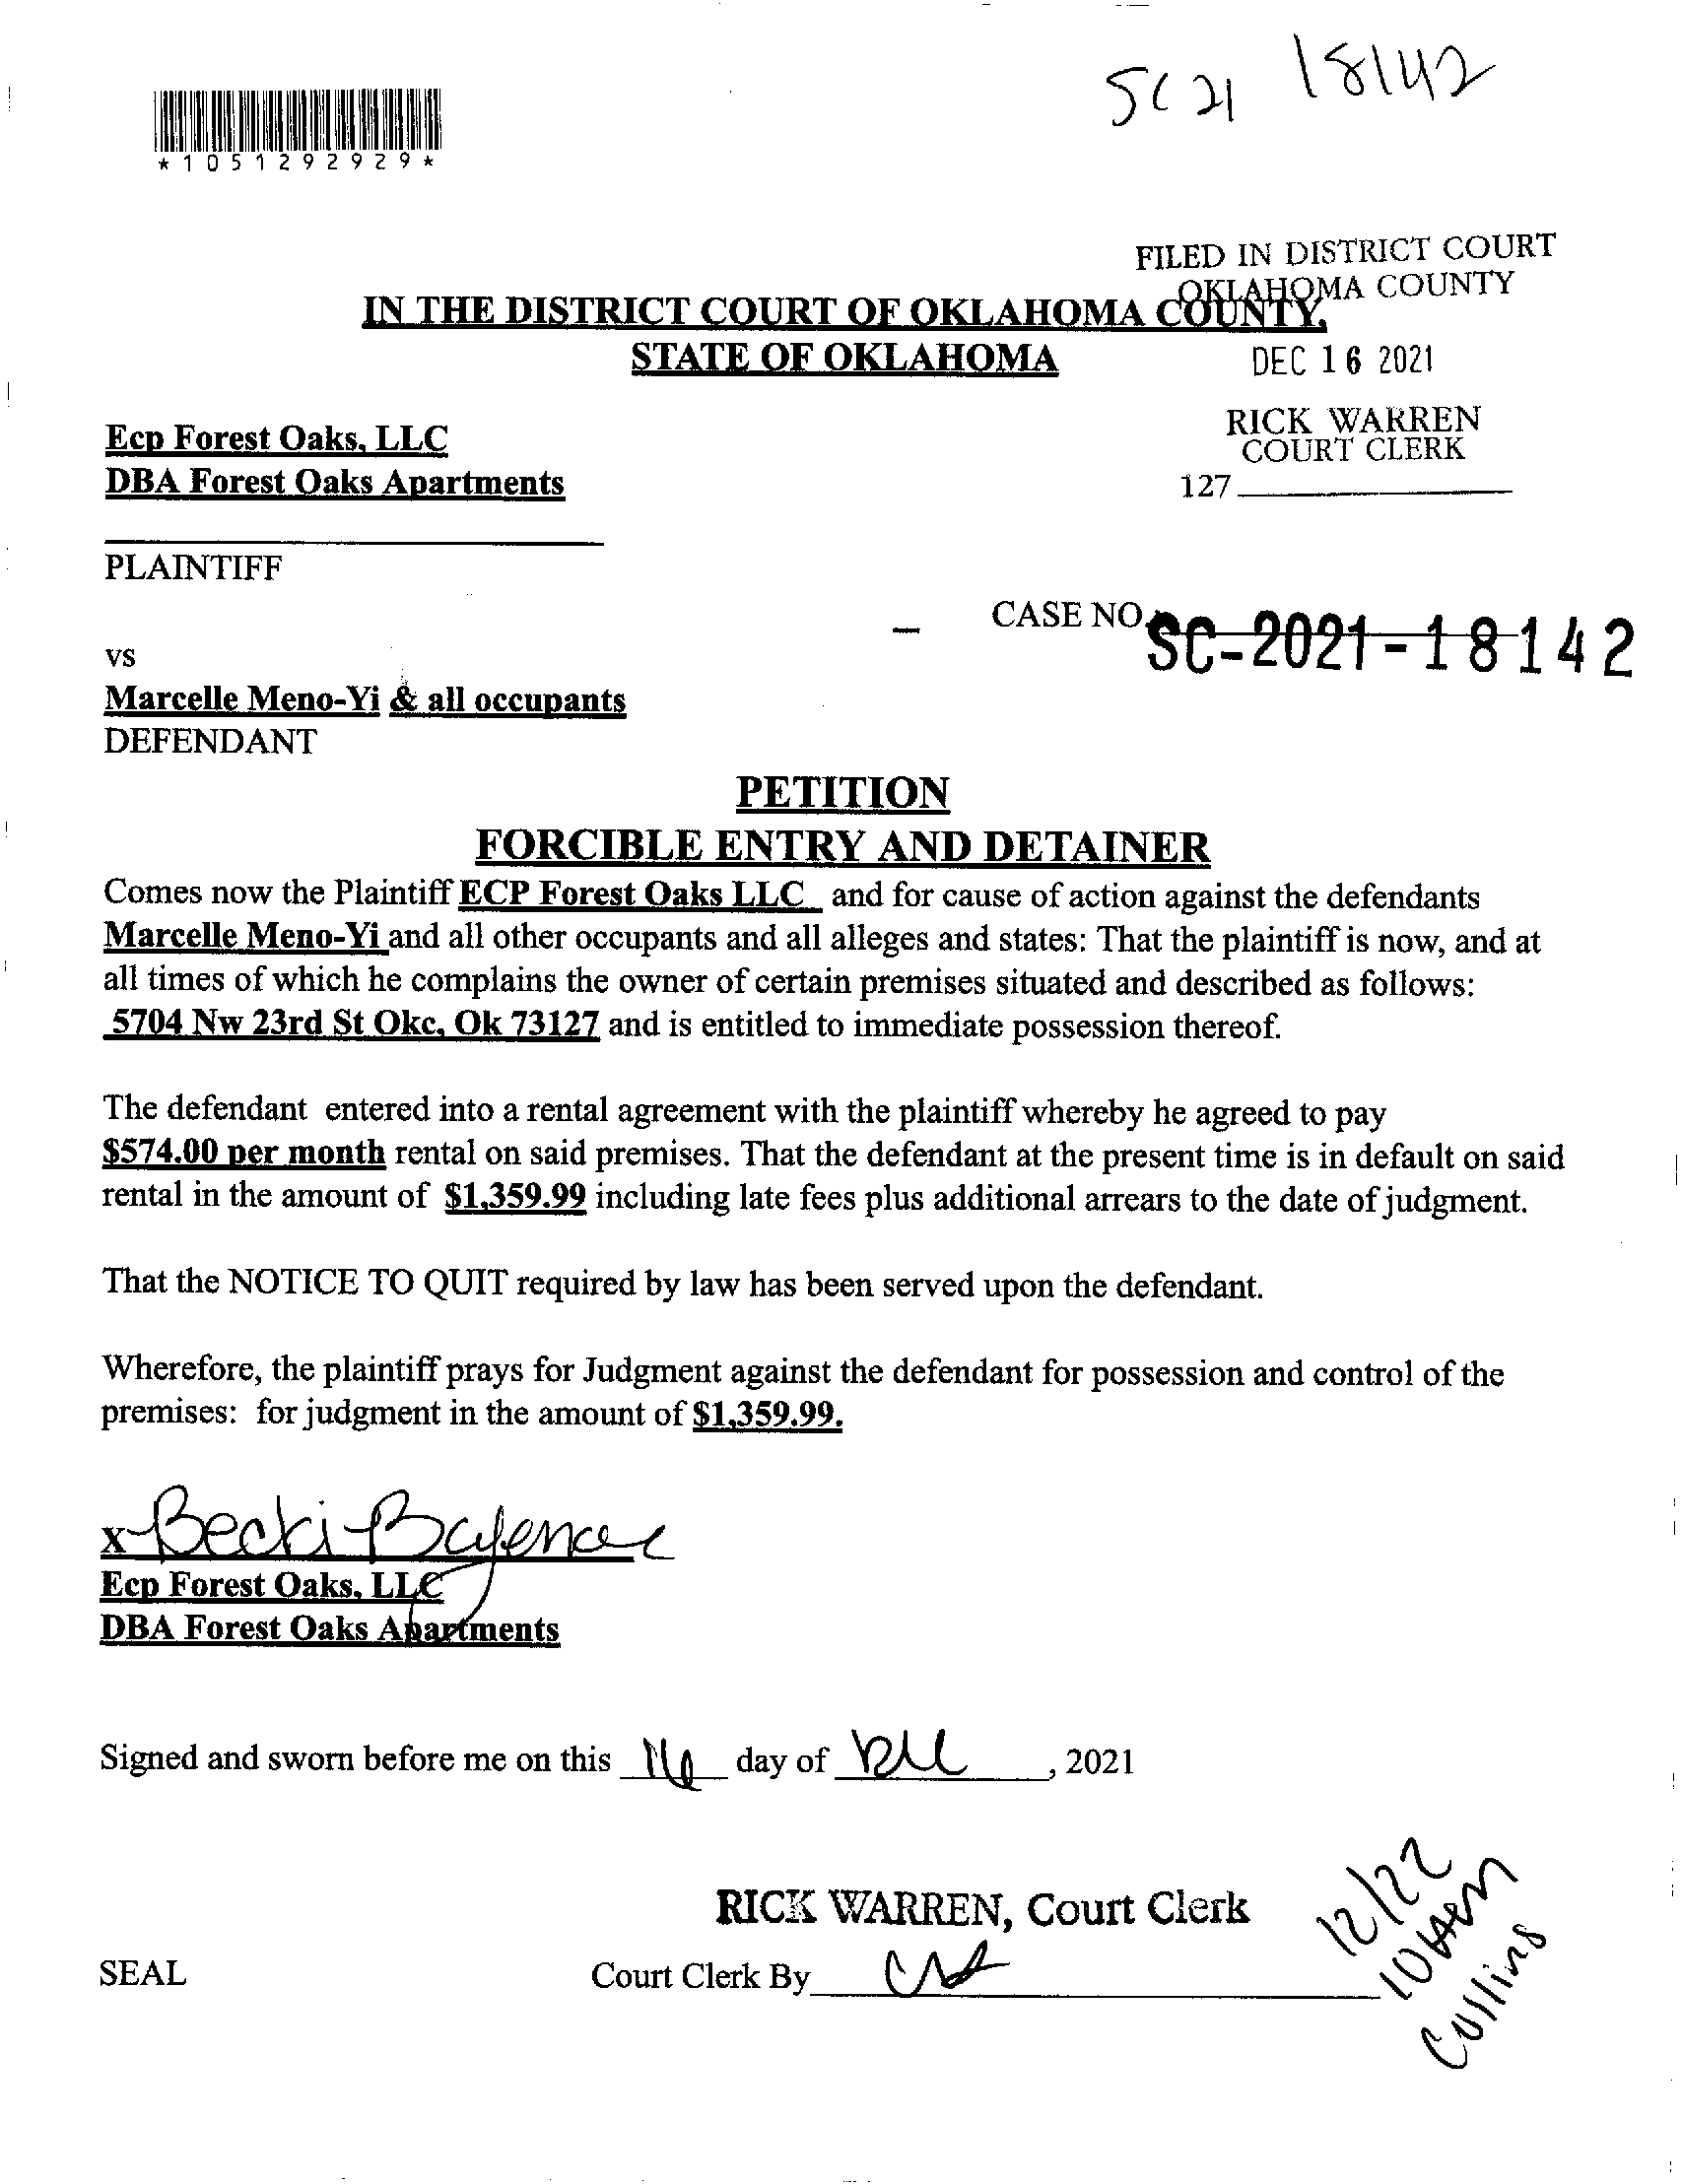 SC 21 18142
*1051292929*
FILED IN DISTRICT COURT
OKLAHOMA COUNTY
IN THE DISTRICT COURT OF OKLAHOMA COUNTY,
STATE OF OKLAHOMA
DEC 16 2021
RICK WARREN
COURT CLERK
127
Ecp Forest Oaks, LLC
DBA Forest Oaks Apartments
PLAINTIFF
CASE NO. SC-2021-18142
vs
Marcelle Meno-Yi & all occupants
DEFENDANT
PETITION
FORCIBLE ENTRY AND DETAINER
Comes now the Plaintiff ECP Forest Oaks LLC and for cause of action against the defendants
Marcelle Meno-Yi and all other occupants and all alleges and states: That the plaintiff is now, and at
all times of which he complains the owner of certain premises situated and described as follows:
5704 Nw 23rd St Okc, Ok 73127 and is entitled to immediate possession thereof.
The defendant entered into a rental agreement with the plaintiff whereby he agreed to pay
$574.00 per month rental on said premises. That the defendant at the present time is in default on said
rental in the amount of $1,359.99 including late fees plus additional arrears to the date of judgment.
That the NOTICE TO QUIT required by law has been served upon the defendant.
Wherefore, the plaintiff prays for Judgment against the defendant for possession and control of the
premises: for judgment in the amount of $1,359.99.
x Becki
Ecp Forest Oaks, LLC
DBA Forest Oaks Apartments
Signed and sworn before me on this 16 day of Dec, 2021
RICK WARREN, Court Clerk
SEAL
Court Clerk By
12/22
Collins